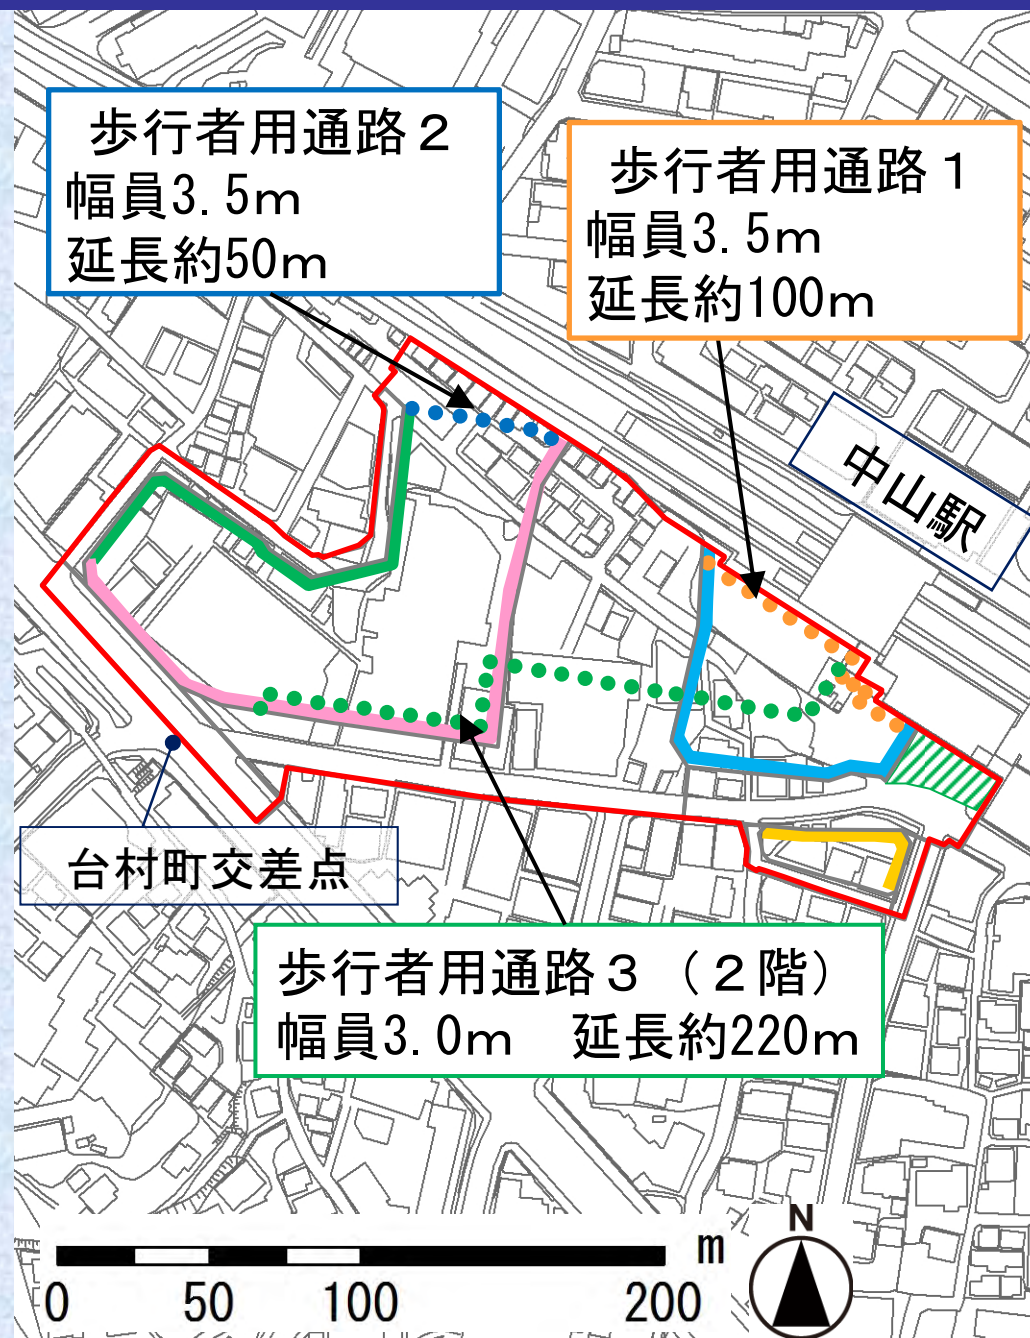 歩行者用通路２
幅員3.5ｍ
延長約50ｍ
歩行者用通路１
幅員3.5ｍ
延長約100ｍ
中山駅
台村町交差点
歩行者用通路３（２階）
幅員3.0ｍ　延長約220ｍ
0 50 100 200 m
N